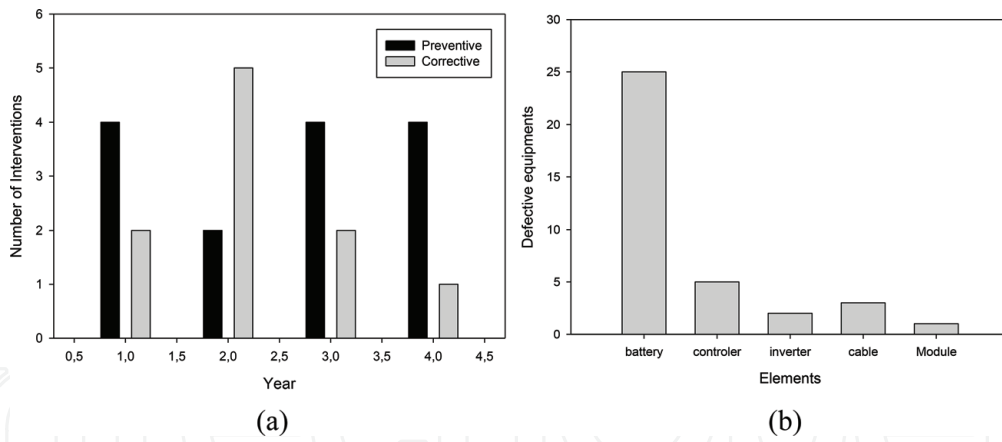 6
5
4
3
2
1
0
Number of Interventions
Preventive
Corrective
0,5 1,0 1,5 2,0 2,5 3,0 3,5 4,0 4,5
Year
(a)
30
25
20
15
10
5
0
Defective equipments
battery controler inverter cable Module
Elements
(b)